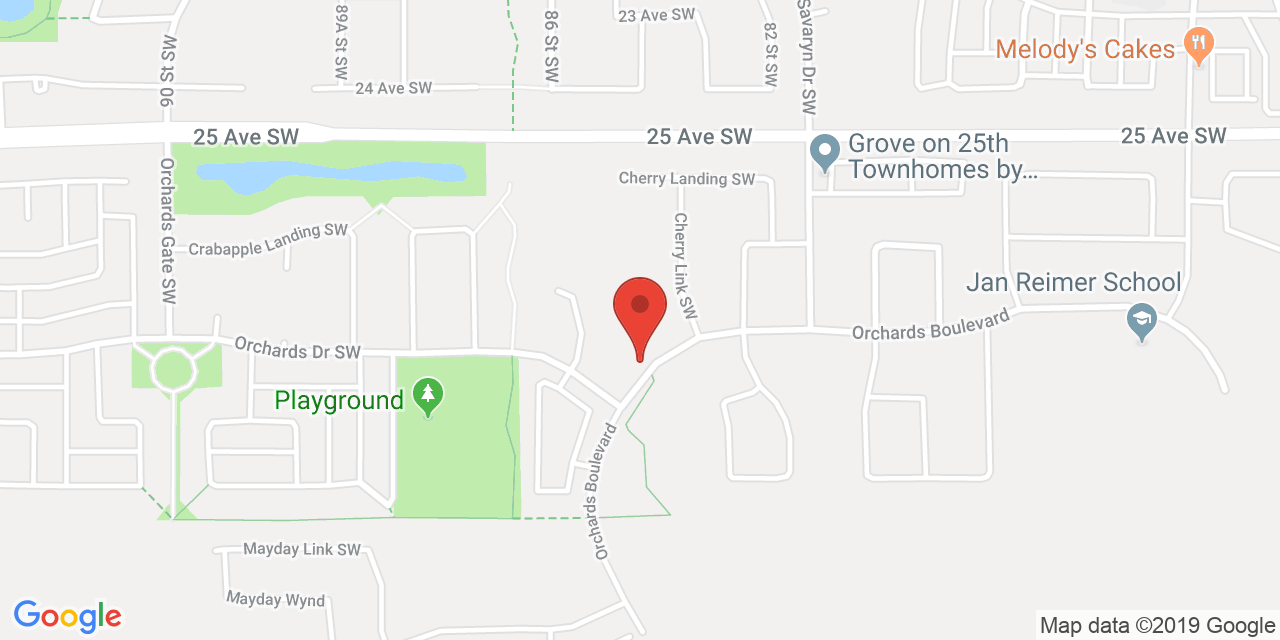 89A St SW
86 St SW
23 Ave SW
82 St SW
Savaryn Dr SW
Melody's Cakes
90 St SW
24 Ave SW
25 Ave SW
25 Ave SW
25 Ave SW
Grove on 25th
Townhomes by...
Cherry Landing SW
Orchards Gate SW
Crabapple Landing SW
Cherry Link SW
Jan Reimer School
Orchards Boulevard
Orchards Dr SW
Playground
Orchards Boulevard
Mayday Link SW
Mayday Wynd
Google
Map data ©2019 Google